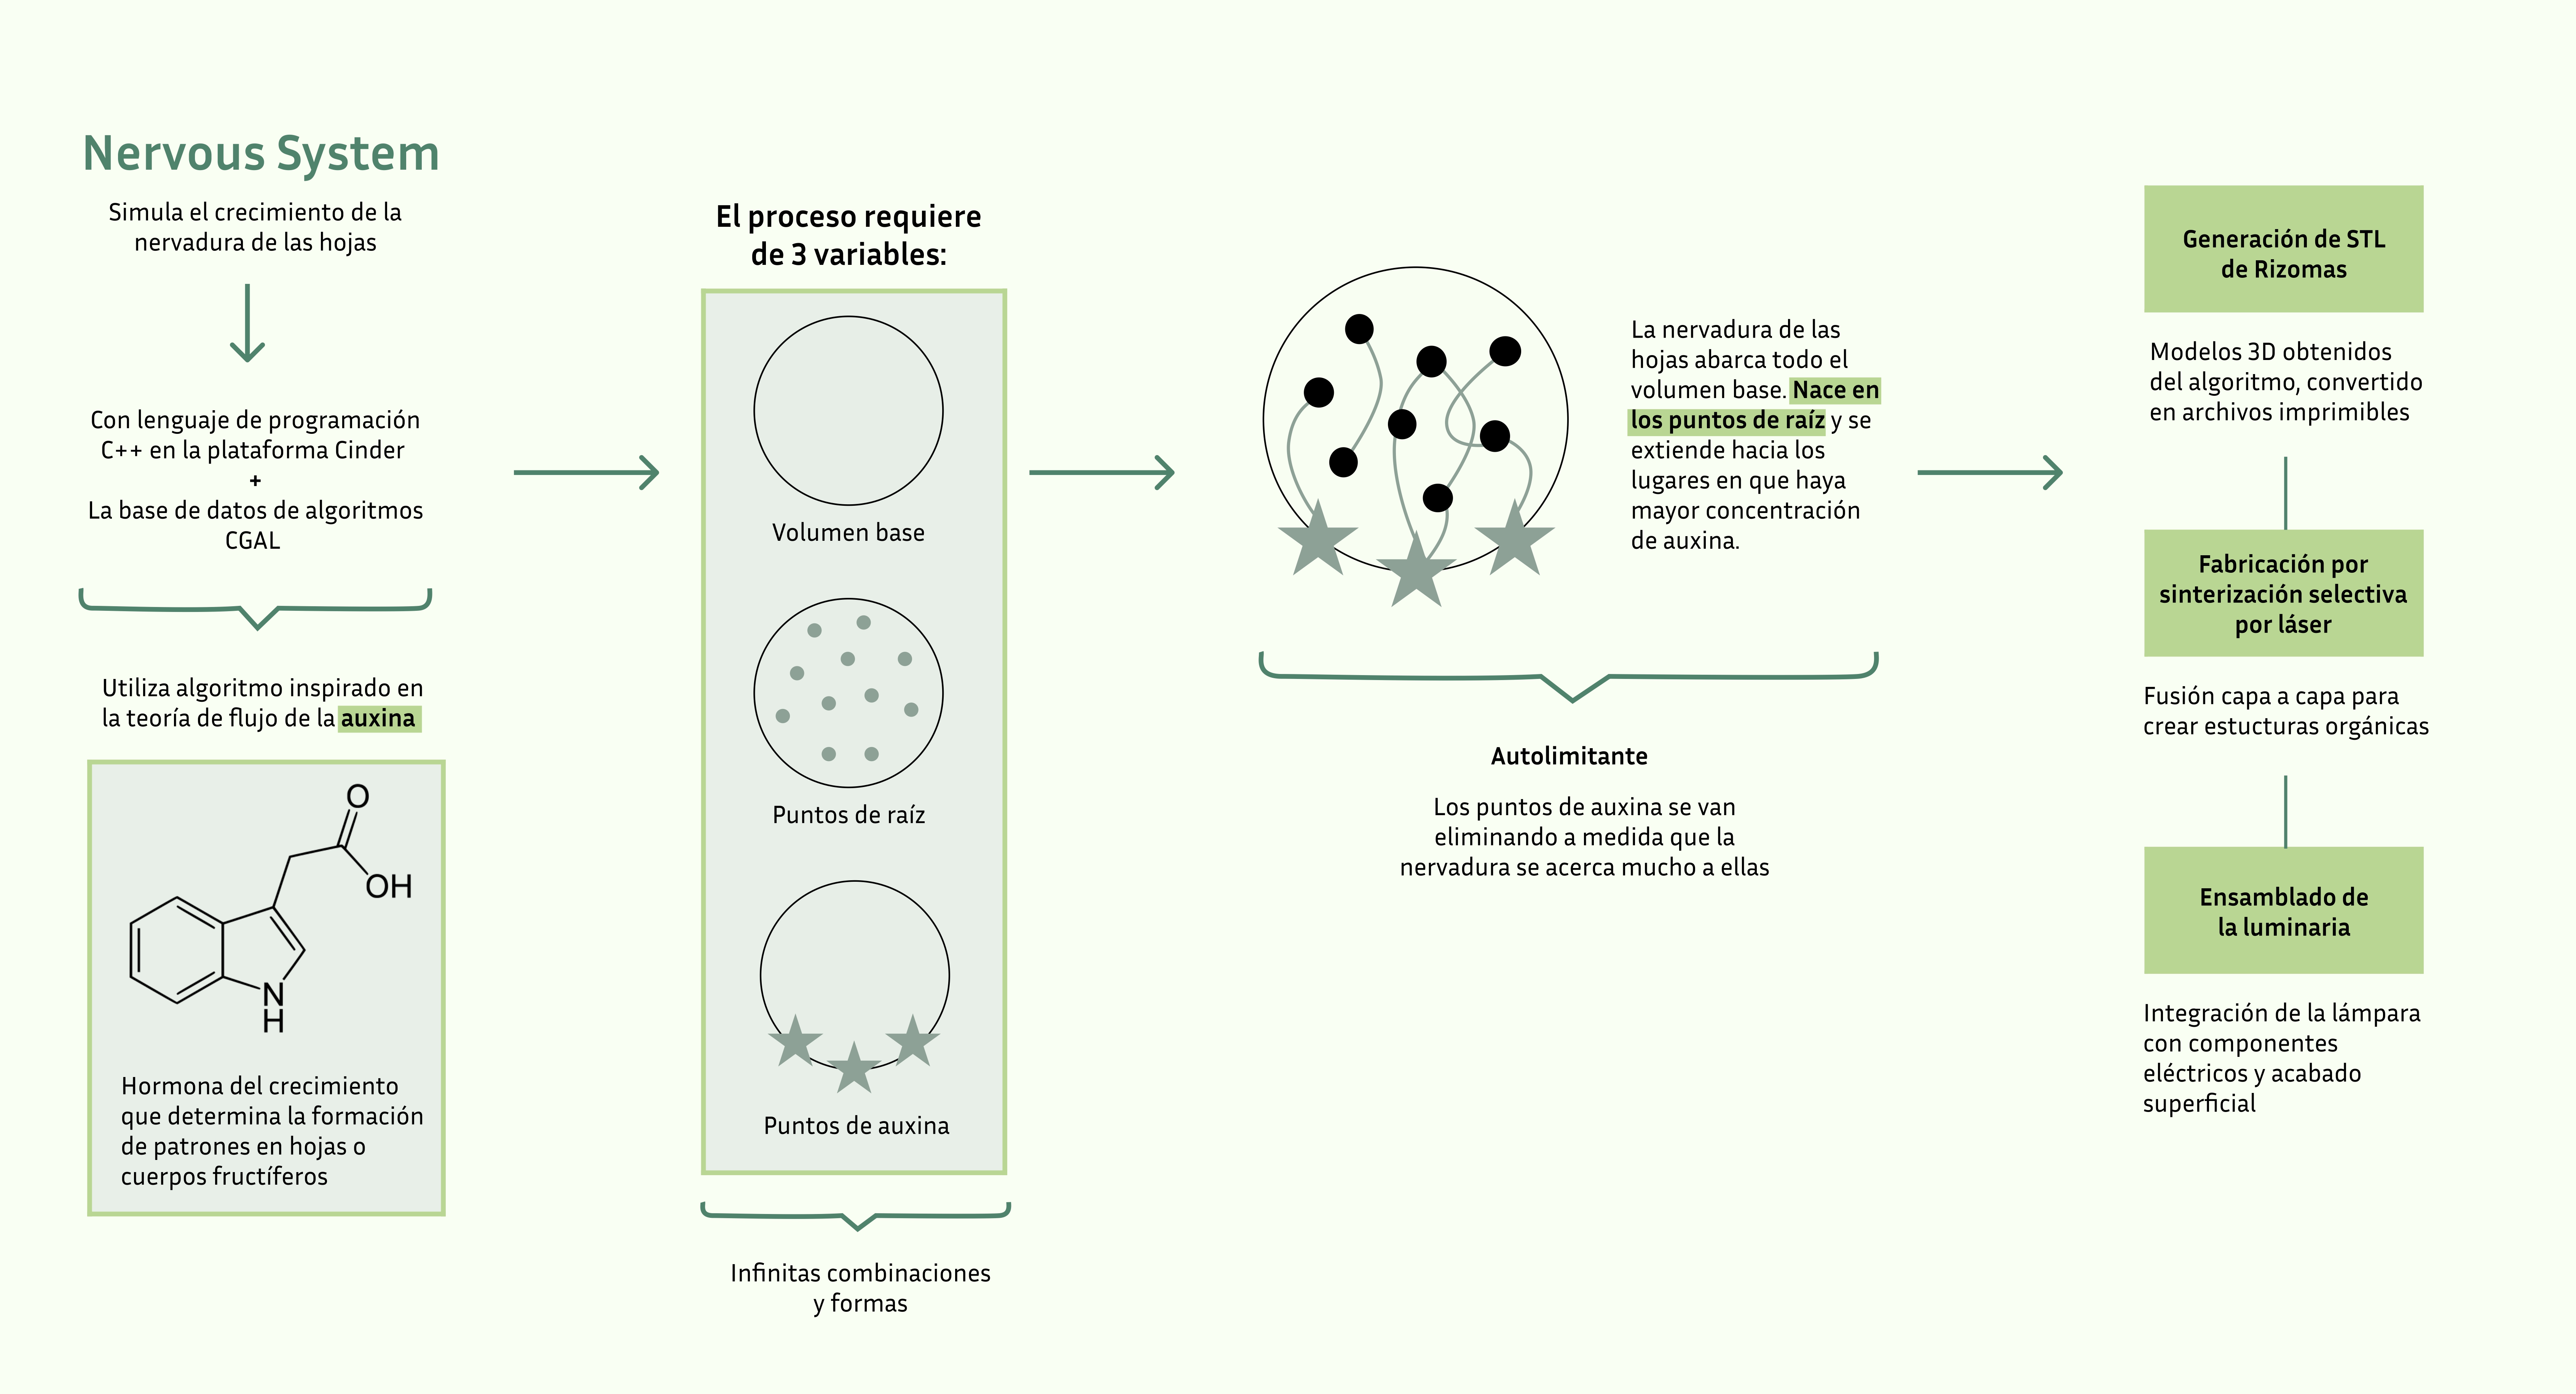 Nervous System
Simula el crecimiento de la
nervadura de las hojas
Con lenguaje de programación
C++ en la plataforma Cinder
+
La base de datos de algoritmos
CGAL
Utiliza algoritmo inspirado en
la teoría de flujo de la auxina
O
OH
N
H
Hormona del crecimiento
que determina la formación
de patrones en hojas o
cuerpos fructíferos
El proceso requiere
de 3 variables:
Volumen base
Puntos de raíz
Puntos de auxina
Infinitas combinaciones
y formas
La nervadura de las
hojas abarca todo el
volumen base. Nace en
los puntos de raíz y se
extiende hacia los
lugares en que haya
mayor concentración
de auxina.
Autolimitante
Los puntos de auxina se van
eliminando a medida que la
nervadura se acerca mucho a ellas
Generación de STL
de Rizomas
Modelos 3D obtenidos
del algoritmo, convertido
en archivos imprimibles
Fabricación por
sinterización selectiva
por láser
Fusión capa a capa para
crear estucturas orgánicas
Ensamblado de
la luminaria
Integración de la lámpara
con componentes
eléctricos y acabado
superficial